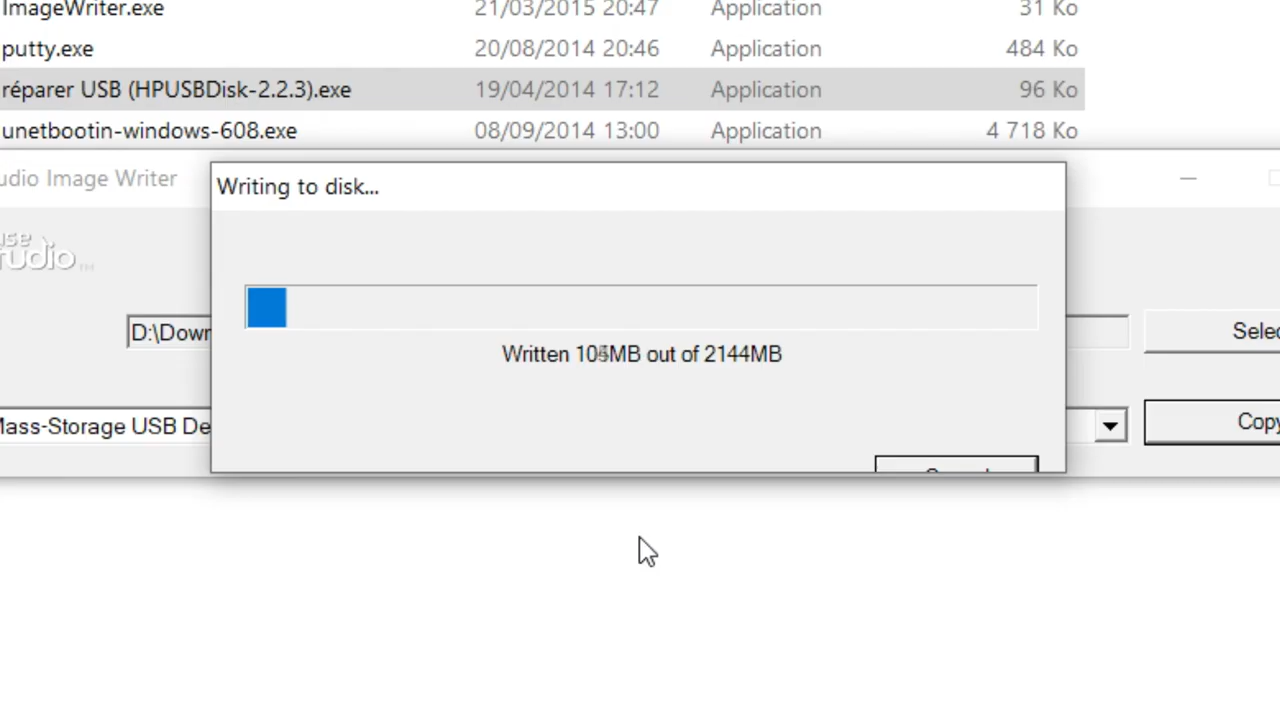 ImageWriter.exe 21/03/2015 20:47 Application 31 Ko
putty.exe 20/08/2014 20:46 Application 484 Ko
réparer USB (HPUSBDisk-2.2.3).exe 19/04/2014 17:12 Application 96 Ko
unetbootin-windows-608.exe 08/09/2014 13:00 Application 4 718 Ko
udio Image Writer
Writing to disk...
use
rudio
D:\Down
Selec
Written out of 2144MB
Mass-Storage USB De
Copy